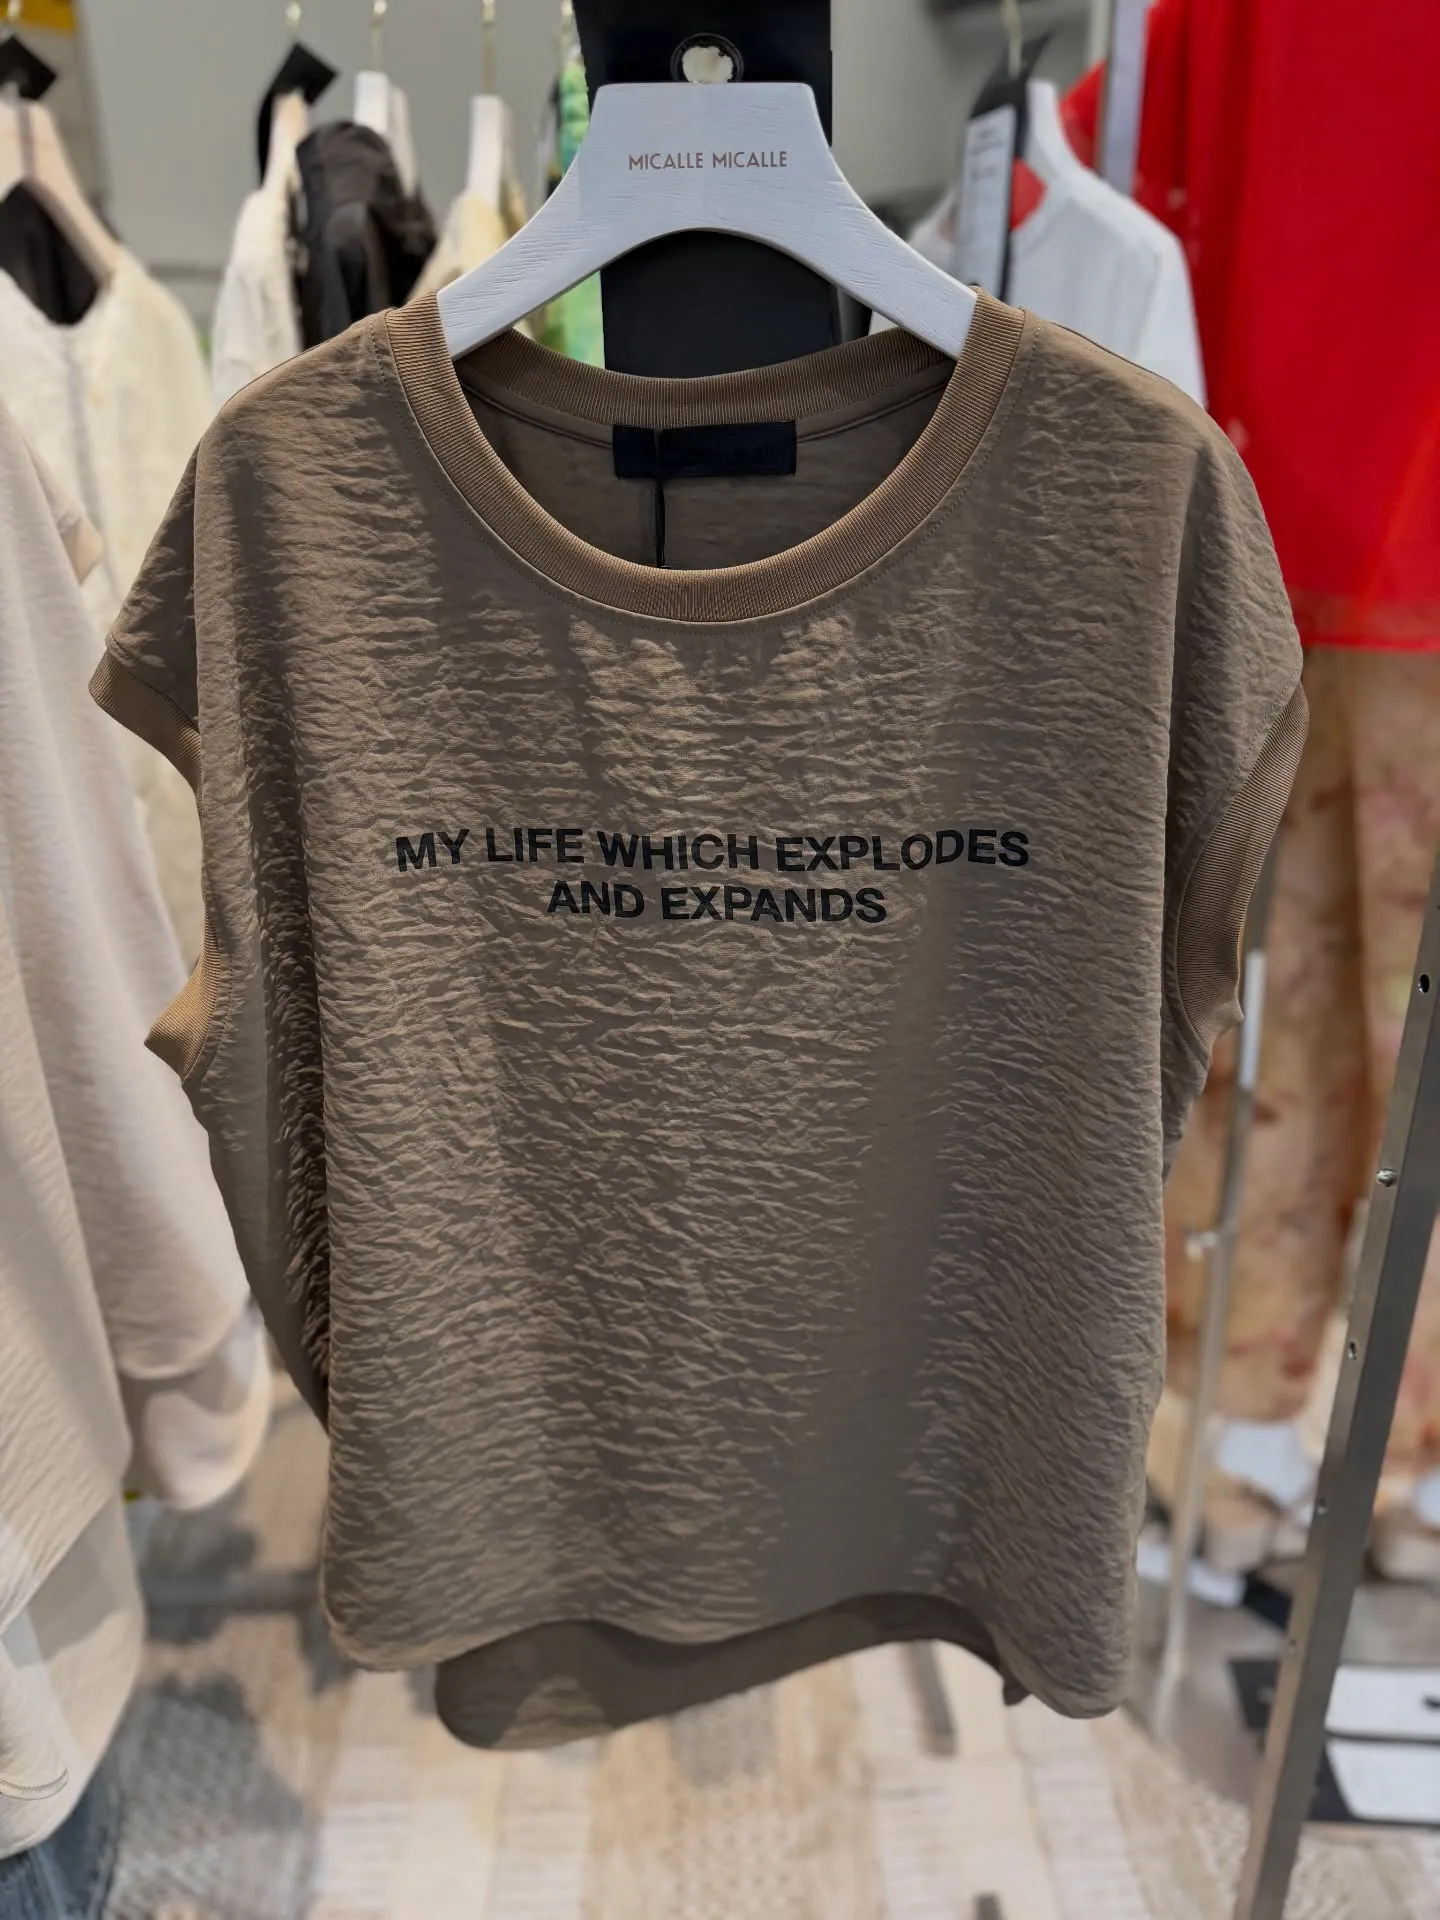 MICALLE MICALLE
MY LIFE WHICH EXPLODES
AND EXPANDS